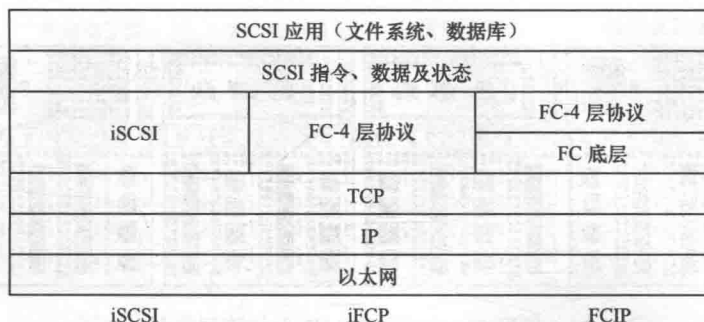 SCSI 应用（文件系统、数据库）
SCSI 指令、数据及状态
iSCSI
FC-4 层协议
FC-4 层协议
FC 底层
TCP
IP
以太网
iSCSI iFCP FCIP